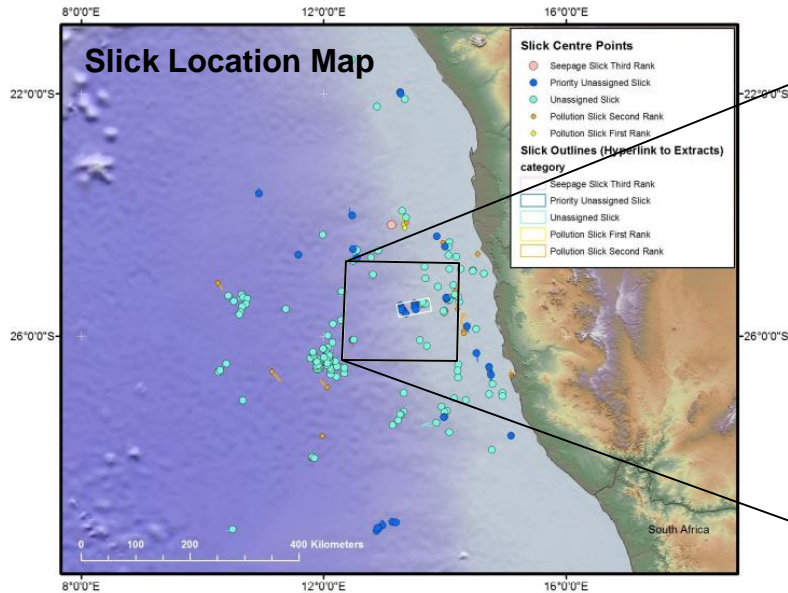 8°0'0"E 12°0'0"E 16°0'0"E
Slick Location Map
Slick Centre Points
Seepage Slick Third Rank
Priority Unassigned Slick
Unassigned Slick
Pollution Slick Second Rank
Pollution Slick First Rank
Slick Outlines (Hyperlink to Extracts)
category
Seepage Slick Third Rank
Priority Unassigned Slick
Unassigned Slick
Pollution Slick First Rank
Pollution Slick Second Rank
22°0'0"S 22°0'0"S
26°0'0"S 26°0'0"S
South Africa
0 100 200 400 Kilometers
8°0'0"E 12°0'0"E 16°0'0"E